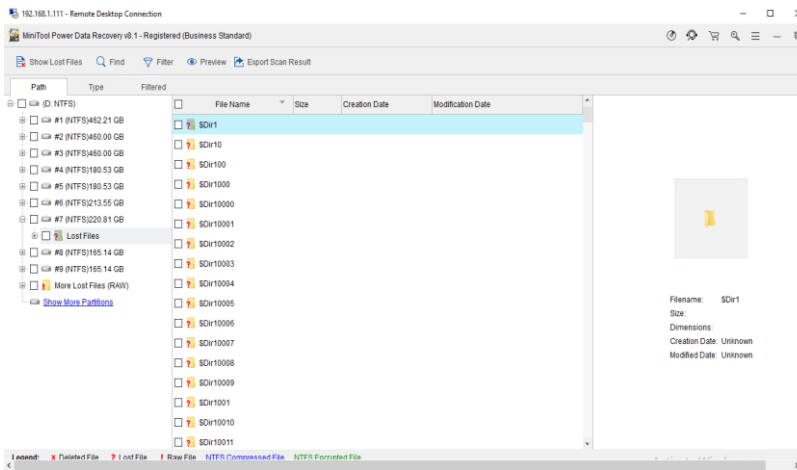 192.168.1.111 - Remote Desktop Connection
MiniTool Power Data Recovery v8.1 - Registered (Business Standard)
Show Lost Files Find Filter Preview Export Scan Result
Path Type Filtered
(D: NTFS)
#1 (NTFS)462.21 GB
#2 (NTFS)460.00 GB
#3 (NTFS)460.00 GB
#4 (NTFS)180.53 GB
#5 (NTFS)180.53 GB
#6 (NTFS)213.55 GB
#7 (NTFS)220.81 GB
Lost Files
#8 (NTFS)165.14 GB
#9 (NTFS)165.14 GB
More Lost Files (RAW)
Show More Partitions
File Name Size Creation Date Modification Date
$Dir1
$Dir10
$Dir100
$Dir1000
$Dir10000
$Dir10001
$Dir10002
$Dir10003
$Dir10004
$Dir10005
$Dir10006
$Dir10007
$Dir10008
$Dir10009
$Dir1001
$Dir10010
$Dir10011
Filename: $Dir1
Size:
Dimensions:
Creation Date: Unknown
Modified Date: Unknown
Legend: X Deleted File ? Lost File ! Raw File NTFS Compressed File NTFS Encrypted File